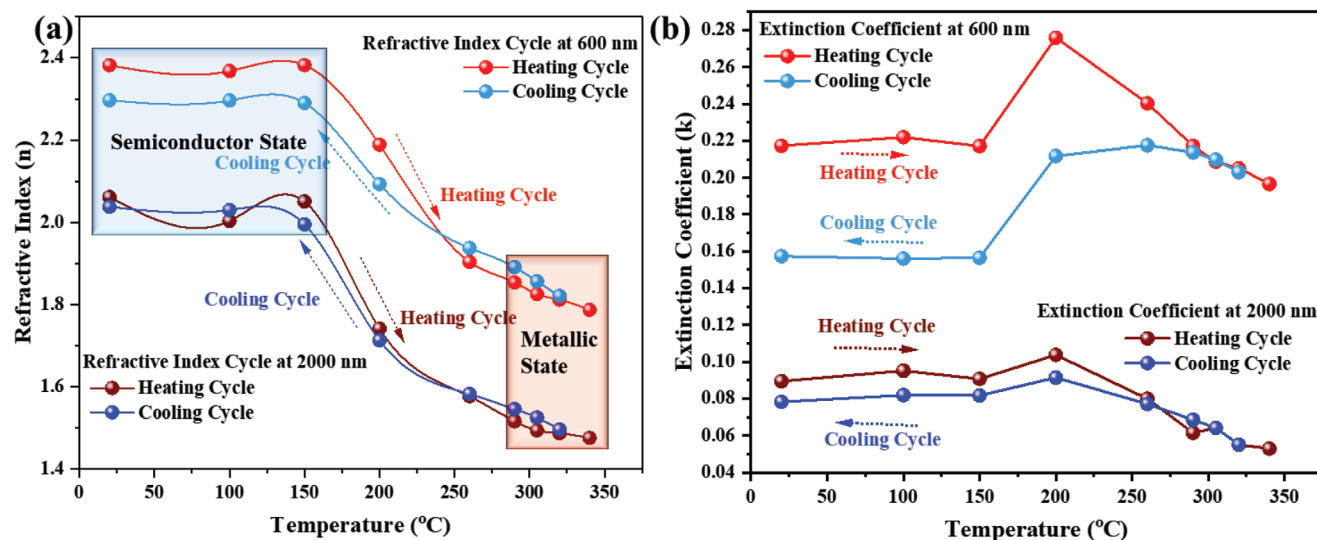 (a)
Refractive Index Cycle at 600 nm
Heating Cycle
Cooling Cycle
Semiconductor State
Cooling Cycle
Heating Cycle
Cooling Cycle
Heating Cycle
Metallic
State
Refractive Index Cycle at 2000 nm
Heating Cycle
Cooling Cycle
Refractive Index (n)
2.4
2.2
2.0
1.8
1.6
1.4
0 50 100 150 200 250 300 350
Temperature (ºC)
(b)
Extinction Coefficient at 600 nm
Heating Cycle
Cooling Cycle
Heating Cycle
Cooling Cycle
Heating Cycle
Cooling Cycle
Extinction Coefficient at 2000 nm
Heating Cycle
Cooling Cycle
Extinction Coefficient (k)
0.28
0.26
0.24
0.22
0.20
0.18
0.16
0.14
0.12
0.10
0.08
0.06
0.04
0 50 100 150 200 250 300 350
Temperature (ºC)